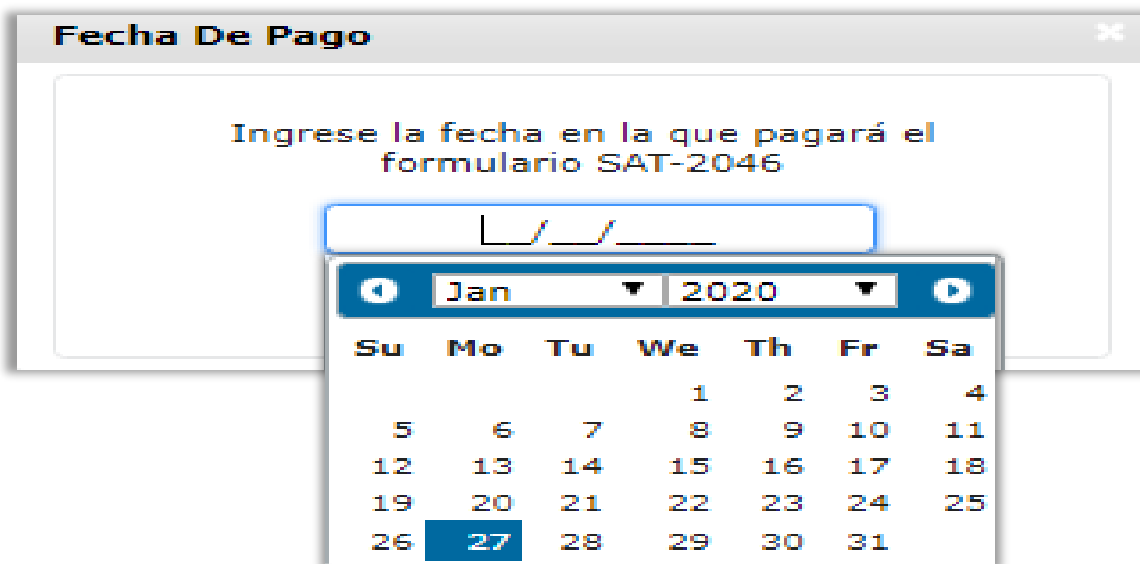 Fecha De Pago
Ingrese la fecha en la que pagará el
formulario SAT-2046
__/__/____
Jan 2020
Su Mo Tu We Th Fr Sa
1 2 3 4
5 6 7 8 9 10 11
12 13 14 15 16 17 18
19 20 21 22 23 24 25
26 27 28 29 30 31